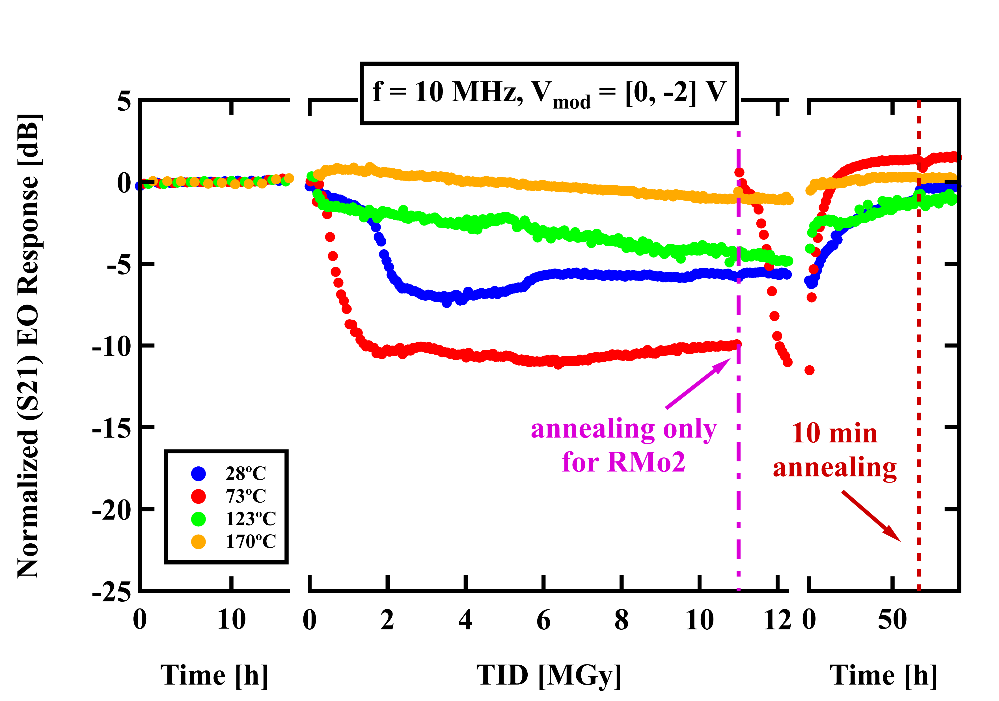 f = 10 MHz, Vmod = [0, -2] V
Normalized (S21) EO Response [dB]
5
0
-5
-10
-15
-20
-25
annealing only
for RMo2
10 min
annealing
28ºC
73ºC
123ºC
170ºC
0 10 0 2 4 6 8 10 12 0 50
Time [h] TID [MGy] Time [h]